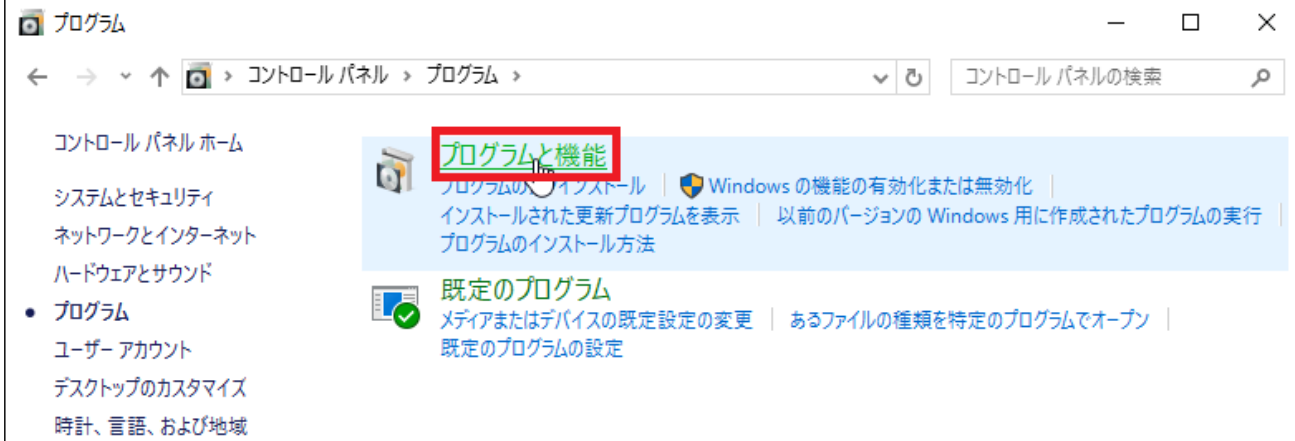 プログラム
コントロール パネル › プログラム ›
コントロール パネルの検索
コントロール パネル ホーム
システムとセキュリティ
ネットワークとインターネット
ハードウェアとサウンド
プログラム
ユーザー アカウント
デスクトップのカスタマイズ
時計、言語、および地域
プログラムと機能
プログラムの インストール | Windows の機能の有効化または無効化
インストールされた更新プログラムを表示 | 以前のバージョンの Windows 用に作成されたプログラムの実行
プログラムのインストール方法
既定のプログラム
メディアまたはデバイスの既定設定の変更 | あるファイルの種類を特定のプログラムでオープン
既定のプログラムの設定